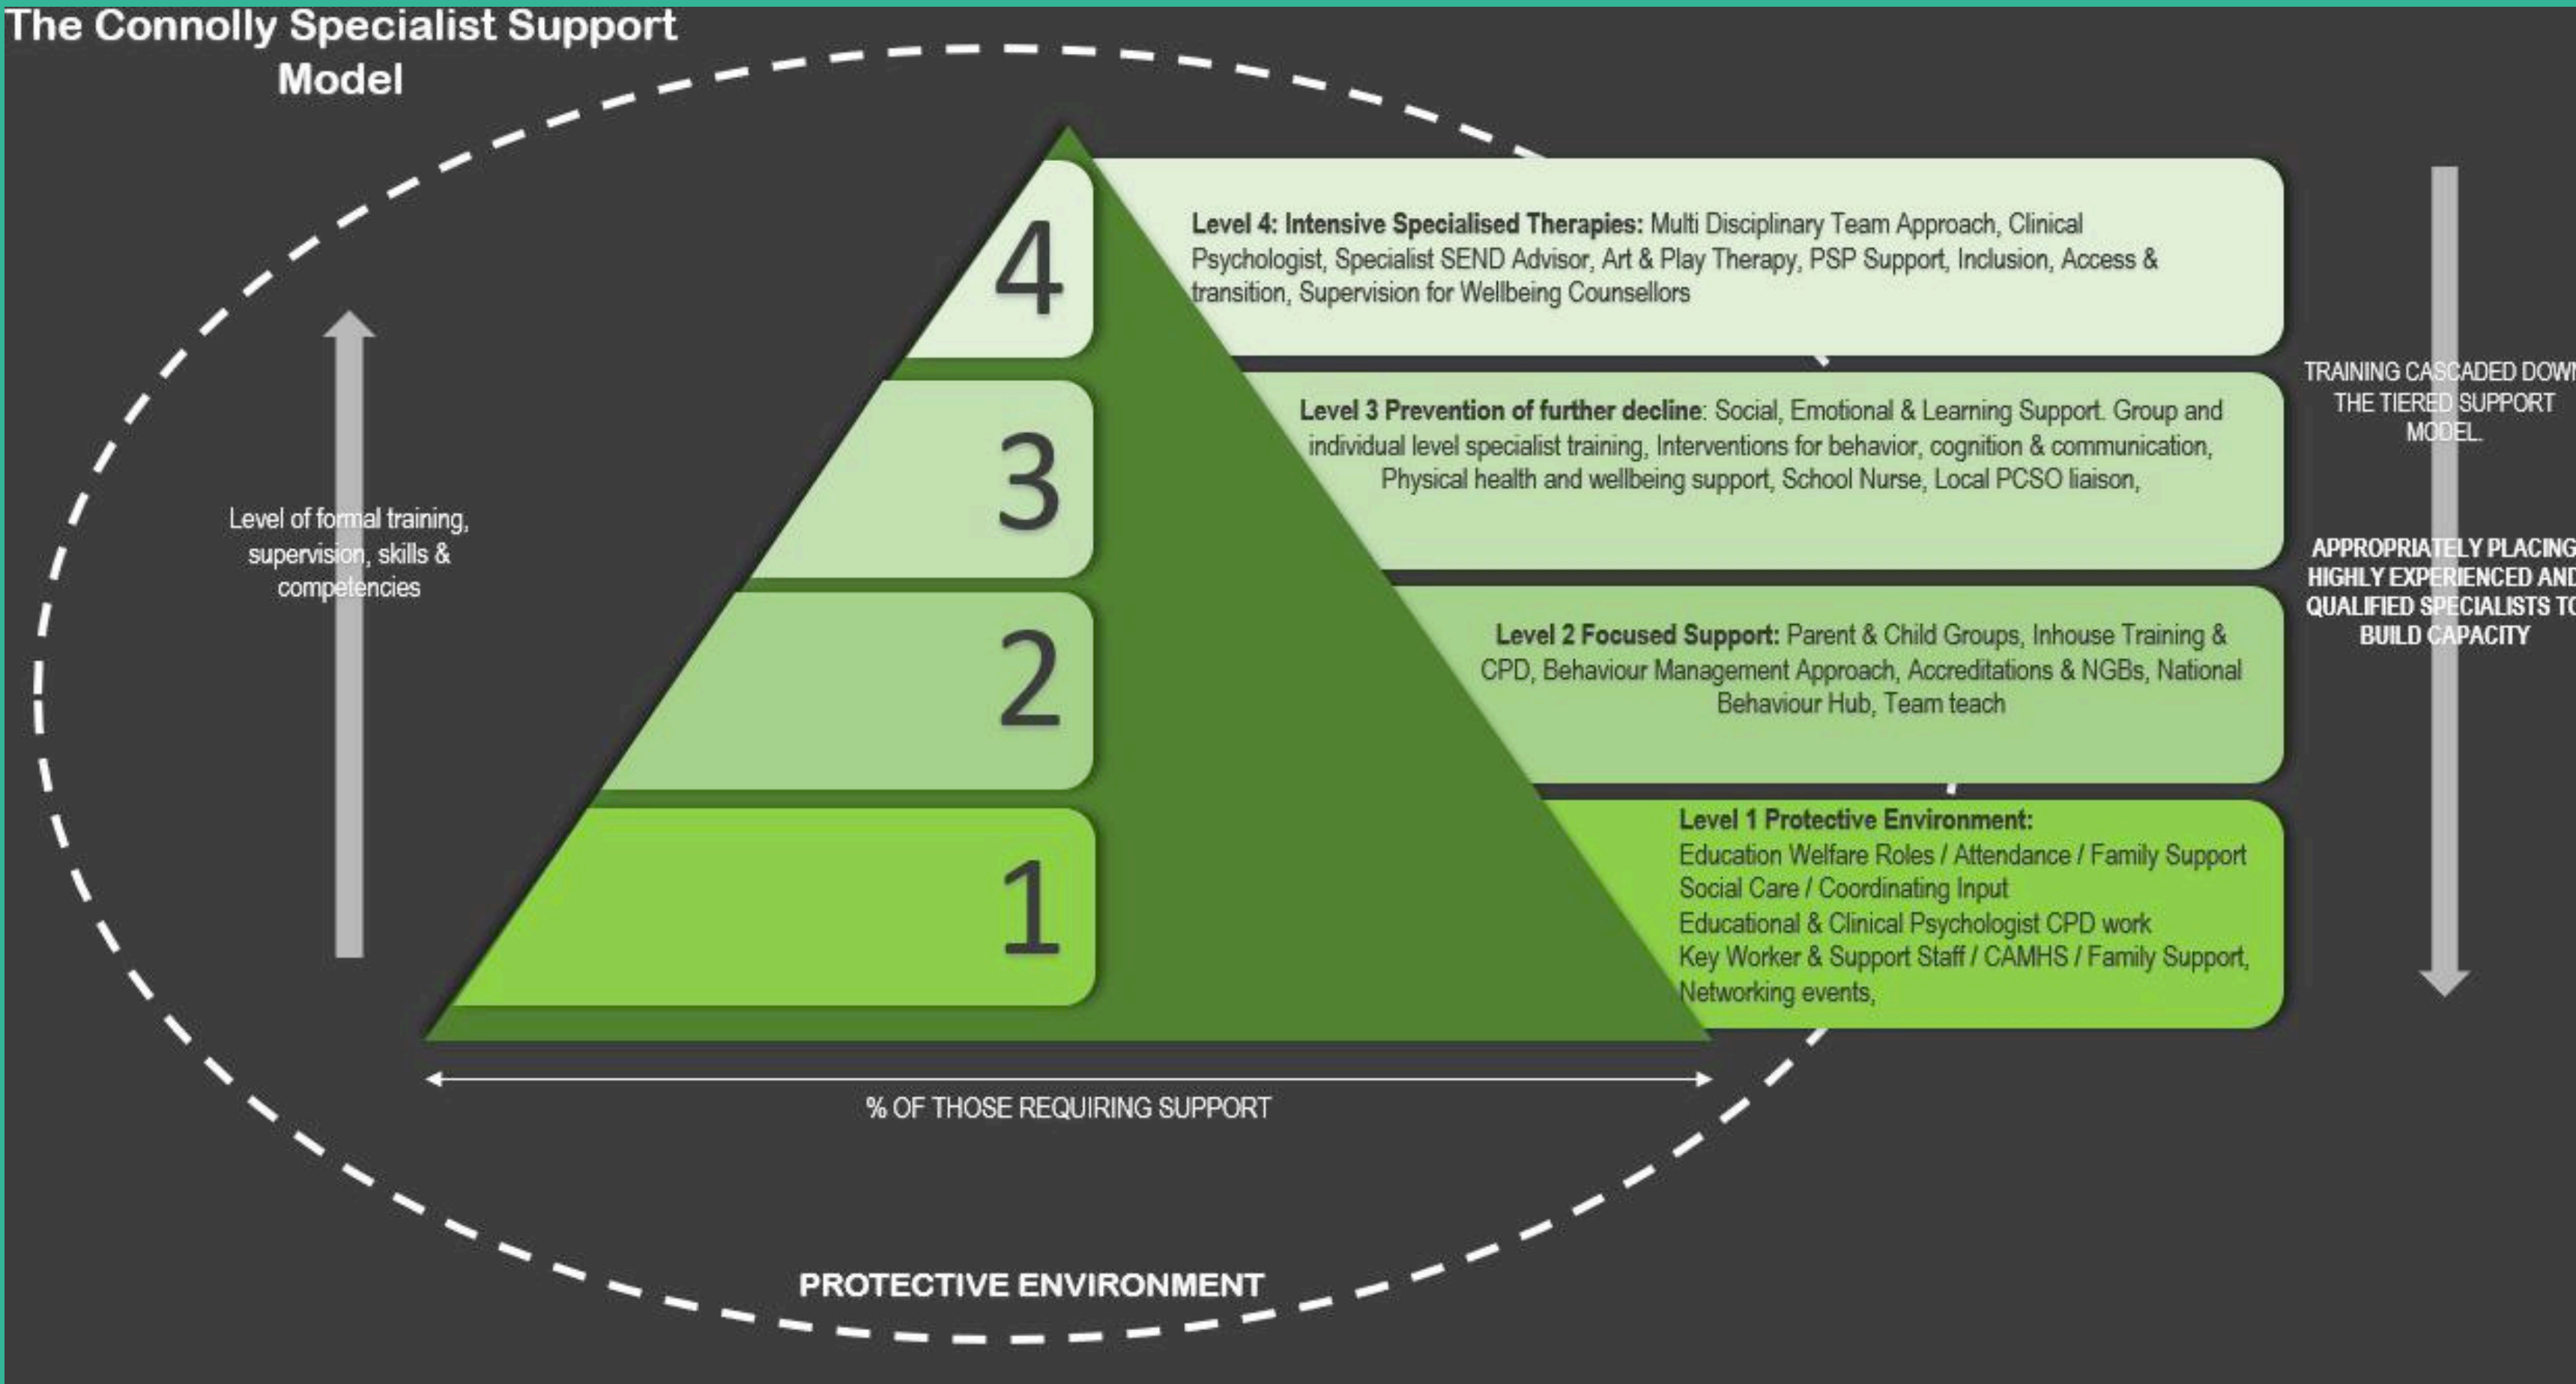 The Connolly Specialist Support
Model
4
Level 4: Intensive Specialised Therapies: Multi Disciplinary Team Approach, Clinical
Psychologist, Specialist SEND Advisor, Art & Play Therapy, PSP Support, Inclusion, Access &
transition, Supervision for Wellbeing Counsellors
3
Level 3 Prevention of further decline: Social, Emotional & Learning Support. Group and
individual level specialist training, Interventions for behavior, cognition & communication,
Physical health and wellbeing support, School Nurse, Local PCSO liaison,
2
Level 2 Focused Support: Parent & Child Groups, Inhouse Training &
CPD, Behaviour Management Approach, Accreditations & NGBs, National
Behaviour Hub, Team teach
1
Level 1 Protective Environment:
Education Welfare Roles / Attendance / Family Support
Social Care / Coordinating Input
Educational & Clinical Psychologist CPD work
Key Worker & Support Staff / CAMHS / Family Support,
Networking events,
Level of formal training,
supervision, skills &
competencies
TRAINING CASCADED DOWN
THE TIERED SUPPORT
MODEL.
APPROPRIATELY PLACING
HIGHLY EXPERIENCED AND
QUALIFIED SPECIALISTS TO
BUILD CAPACITY
% OF THOSE REQUIRING SUPPORT
PROTECTIVE ENVIRONMENT